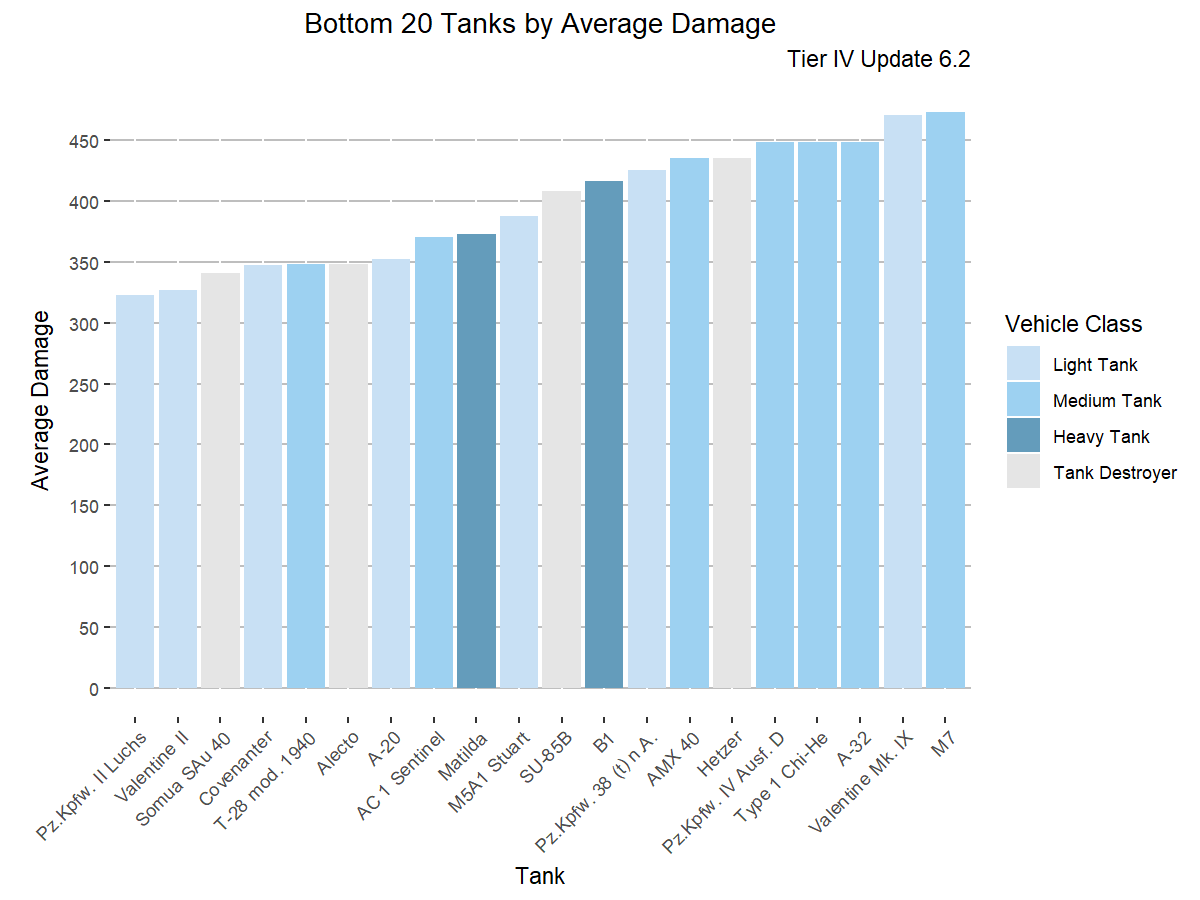 Bottom 20 Tanks by Average Damage
Tier IV Update 6.2
Average Damage
450
400
350
300
250
200
150
100
50
0
Pz.Kpfw. II Luchs
Valentine II
Somua SAu 40
Covenanter
T-28 mod. 1940
Alecto
A-20
AC 1 Sentinel
Matilda
M5A1 Stuart
SU-85B
B1
Pz.Kpfw. 38 (t) n A.
AMX 40
Hetzer
Pz.Kpfw. IV Ausf. D
Type 1 Chi-He
A-32
Valentine Mk. IX
M7
Tank
Vehicle Class
Light Tank
Medium Tank
Heavy Tank
Tank Destroyer